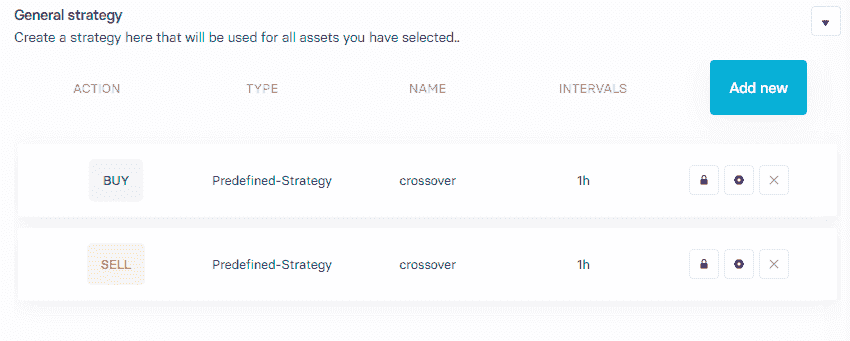 General strategy
Create a strategy here that will be used for all assets you have selected..
ACTION TYPE NAME INTERVALS Add new
BUY Predefined-Strategy crossover 1h
SELL Predefined-Strategy crossover 1h